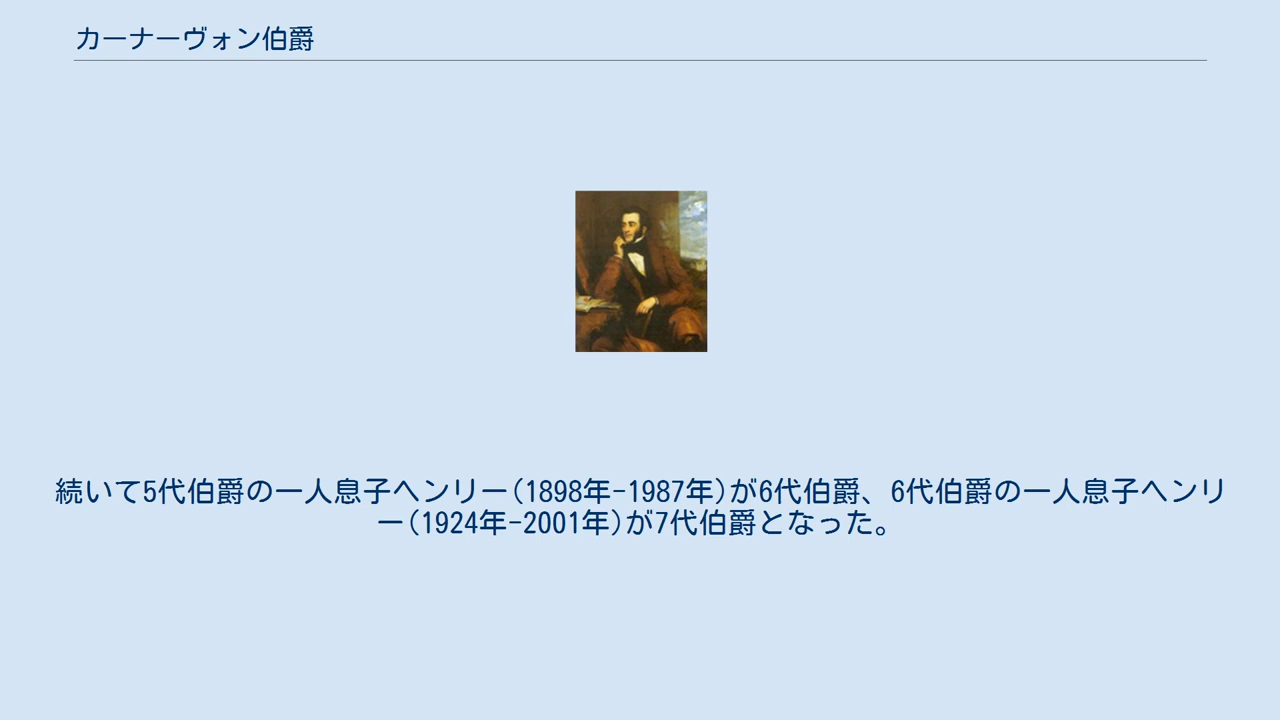 カーナーヴォン伯爵
続いて5代伯爵の一人息子ヘンリー(1898年-1987年)が6代伯爵、6代伯爵の一人息子ヘンリ
ー(1924年-2001年)が7代伯爵となった。